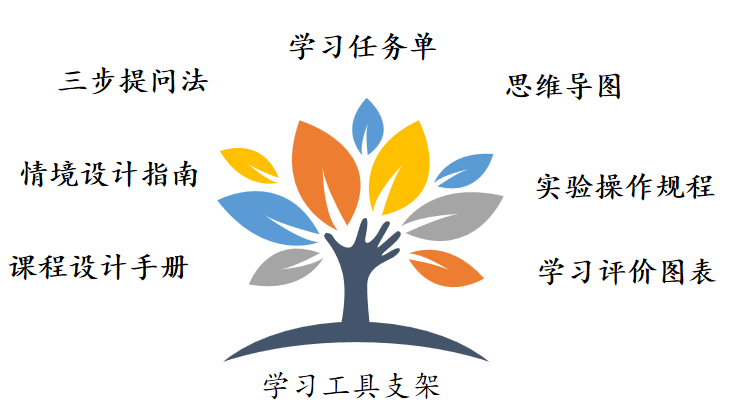 学习任务单
三步提问法
思维导图
情境设计指南
实验操作规程
课程设计手册
学习评价图表
学习工具支架